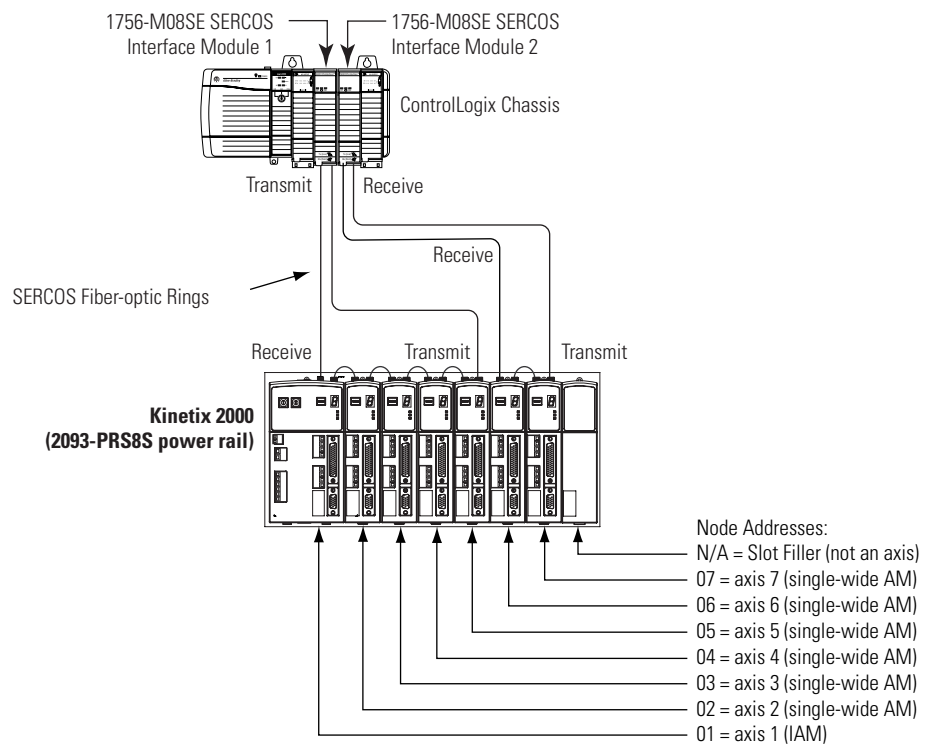 1756-M08SE SERCOS
Interface Module 1
1756-M08SE SERCOS
Interface Module 2
ControlLogix Chassis
Transmit
Receive
Receive
SERCOS Fiber-optic Rings
Receive
Transmit
Transmit
Kinetix 2000
(2093-PRS8S power rail)
Node Addresses:
N/A = Slot Filler (not an axis)
07 = axis 7 (single-wide AM)
06 = axis 6 (single-wide AM)
05 = axis 5 (single-wide AM)
04 = axis 4 (single-wide AM)
03 = axis 3 (single-wide AM)
02 = axis 2 (single-wide AM)
01 = axis 1 (IAM)